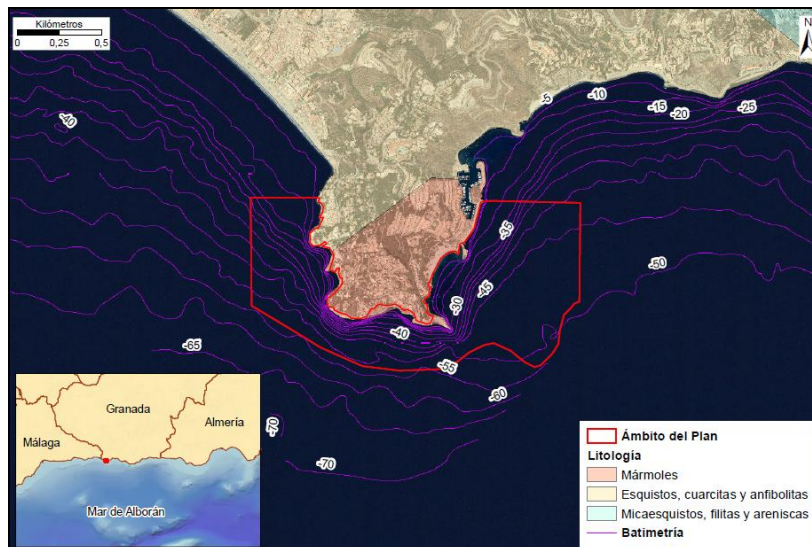 Kilómetros
0 0,25 0,5
N
-40
-5
-10
-15
-20
-25
-35
-50
-30
-45
-40
-65
-55
-60
-70
-70
Granada
Almería
Málaga
Mar de Alborán
Ámbito del Plan
Litología
Mármoles
Esquistos, cuarcitas y anfibolitas
Micaesquistos, filitas y areniscas
Batimetría